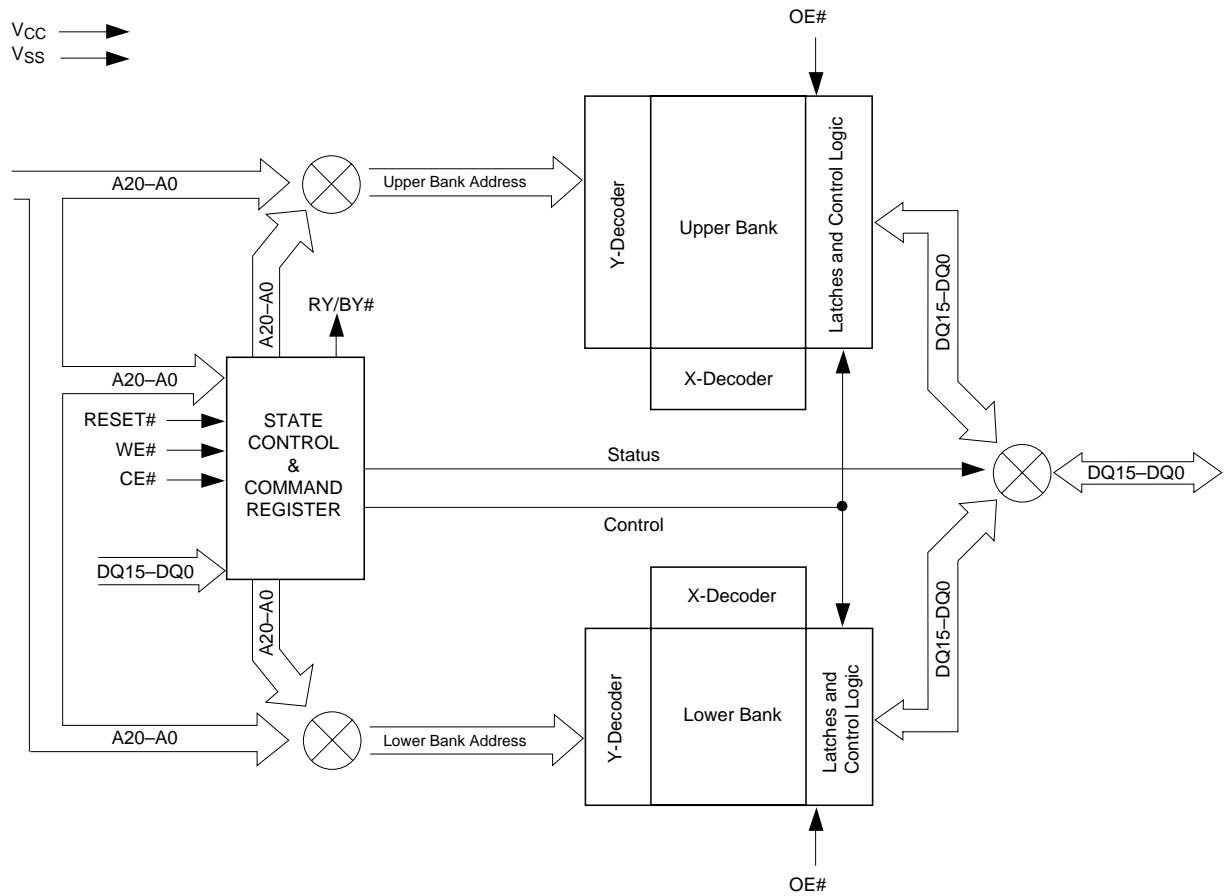 VCC
VSS
OE#
A20–A0
Upper Bank Address
Y-Decoder
Upper Bank
Latches and Control Logic
X-Decoder
DQ15–DQ0
A20–A0
RY/BY#
A20–A0
RESET#
WE#
CE#
DQ15–DQ0
STATE
CONTROL
&
COMMAND
REGISTER
Status
Control
DQ15–DQ0
A20–A0
X-Decoder
Y-Decoder
Lower Bank
Latches and
Control Logic
DQ15–DQ0
A20–A0
Lower Bank Address
OE#